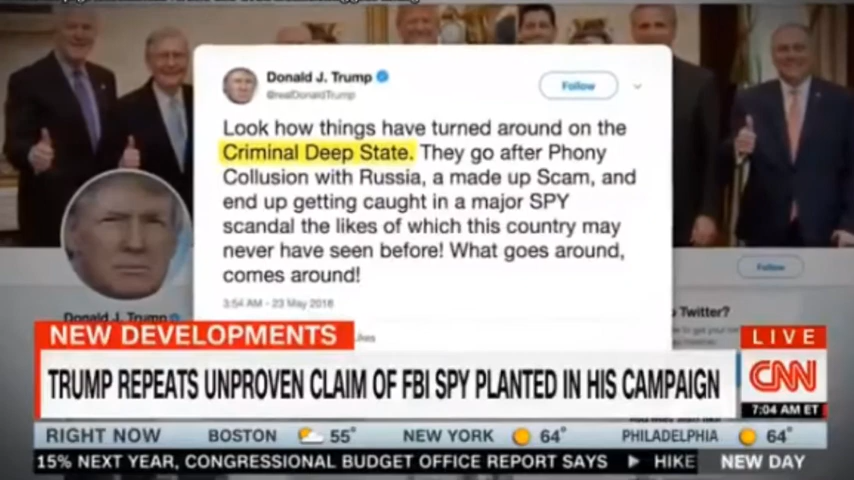 Donald J. Trump
@realDonaldTrump
Follow
Look how things have turned around on the
Criminal Deep State. They go after Phony
Collusion with Russia, a made up Scam, and
end up getting caught in a major SPY
scandal the likes of which this country may
never have seen before! What goes around,
comes around!
3:54 AM - 23 May 2018
Follow
Donald J. Trump
Twitter?
NEW DEVELOPMENTS
LIVE
TRUMP REPEATS UNPROVEN CLAIM OF FBI SPY PLANTED IN HIS CAMPAIGN
CNN
7:04 AM ET
RIGHT NOW BOSTON 55° NEW YORK 64° PHILADELPHIA 64°
15% NEXT YEAR, CONGRESSIONAL BUDGET OFFICE REPORT SAYS ▶ HIKE NEW DAY